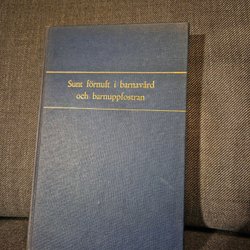 Sunt förnuft i barnavård
och barnuppfostran